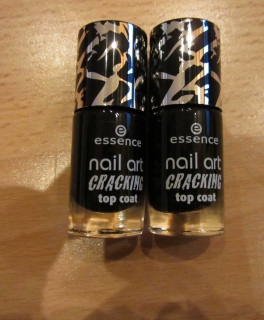 e
essence
nail art
CRACKING
top coat
e
essence
nail art
CRACKING
top coat